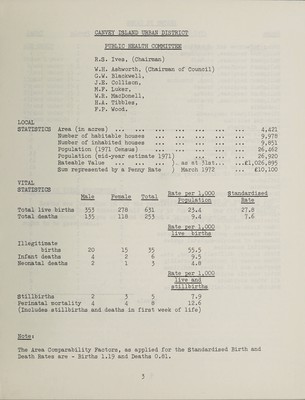 CANVEY ISLAND URBAN DISTRICT
PUBLIC HEALTH COMMITTEE
R.S. Ives, (Chairman)
W.H. Ashworth, (Chairman of Council)
G.W. Blackwell,
J.E. Collison,
M.F. Luker,
W.R. MacDonell,
H.A. Tibbles,
F.P. Wood.
LOCAL
STATISTICS Area (in acres) ... ... ... ... ... ... 4,421
Number of habitable houses ... ... ... ... ... 9,978
Number of inhabited houses ... ... ... ... ... 9,851
Population (1971 Census) ... ... ... ... ... 26,462
Population (mid-year estimate 1971) ... ... ... 26,920
Rateable Value ... ... ... ) as at 31st... ...£1,026,895
Sum represented by a Penny Rate ) March 1972 ... £10,100
VITAL
STATISTICS
Male Female Total Rate per 1,000 Population Standardised Rate
Total live births 353 278 631 23.4 27.8
Total deaths 135 118 253 9.4 7.6
Rate per 1,000
live births
Illegitimate
births 20 15 35 55.5
Infant deaths 4 2 6 9.5
Neonatal deaths 2 1 3 4.8
Rate per 1,000
live and
stillbirths
Stillbirths 2 3 5 7.9
Perinatal mortality 4 4 8 12.6
(Includes stillbirths and deaths in first week of life)
Note:
The Area Comparability Factors, as applied for the Standardised Birth and
Death Rates are - Births 1.19 and Deaths 0.81.
3